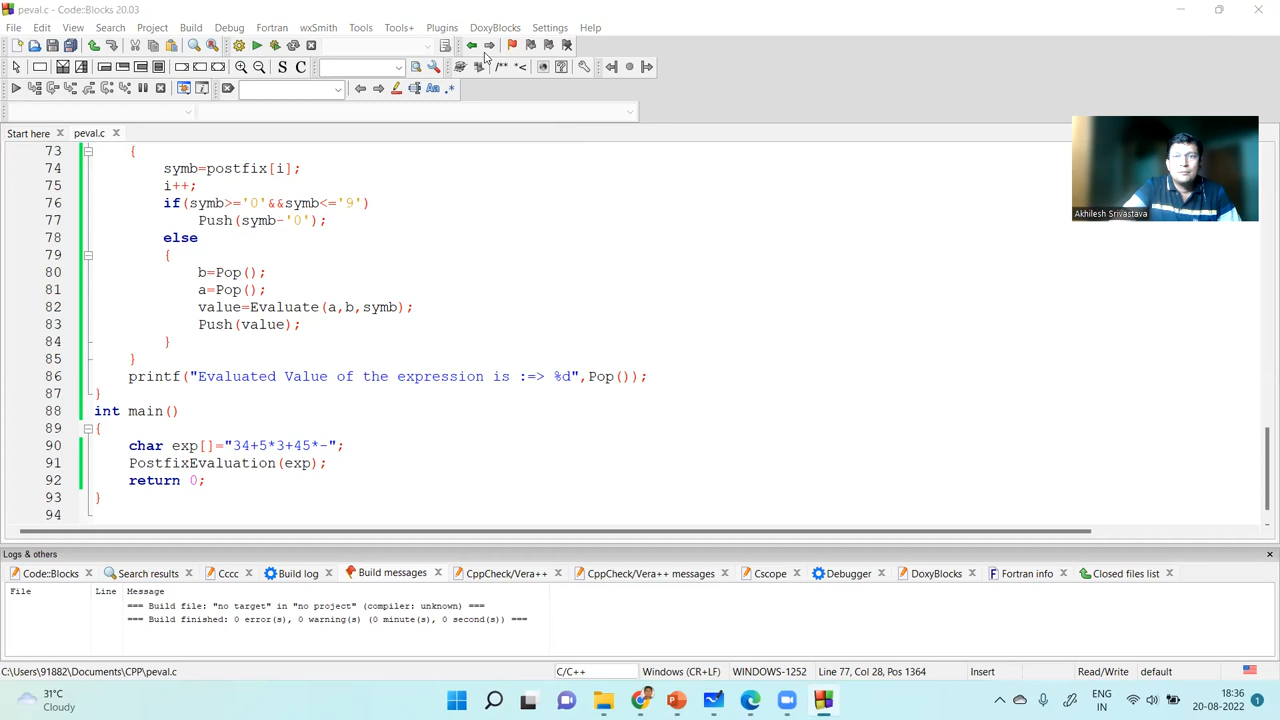 peval.c - Code::Blocks 20.03
File Edit View Search Project Build Debug Fortran wxSmith Tools Tools+ Plugins DoxyBlocks Settings Help
S C
/** *<
Aa .*
Start here peval.c
73 {
74 symb=postfix[i];
75 i++;
76 if(symb>='0'&&symb<='9')
77 Push(symb-'0');
78 else
79 {
80 b=Pop();
81 a=Pop();
82 value=Evaluate(a,b,symb);
83 Push(value);
84 }
85 }
86 printf("Evaluated Value of the expression is :=> %d",Pop());
87 }
88 int main()
89 {
90 char exp[]="34+5*3+45*-";
91 PostfixEvaluation(exp);
92 return 0;
93 }
94
Akhilesh Srivastava
Logs & others
Code::Blocks Search results Cccc Build log Build messages CppCheck/Vera++ CppCheck/Vera++ messages Cscope Debugger DoxyBlocks Fortran info Closed files list
File Line Message
=== Build file: "no target" in "no project" (compiler: unknown) ===
=== Build finished: 0 error(s), 0 warning(s) (0 minute(s), 0 second(s)) ===
C:\Users\91882\Documents\CPP\peval.c C/C++ Windows (CR+LF) WINDOWS-1252 Line 77, Col 28, Pos 1364 Insert Read/Write default
31°C
Cloudy
ENG
IN
18:36
20-08-2022
1